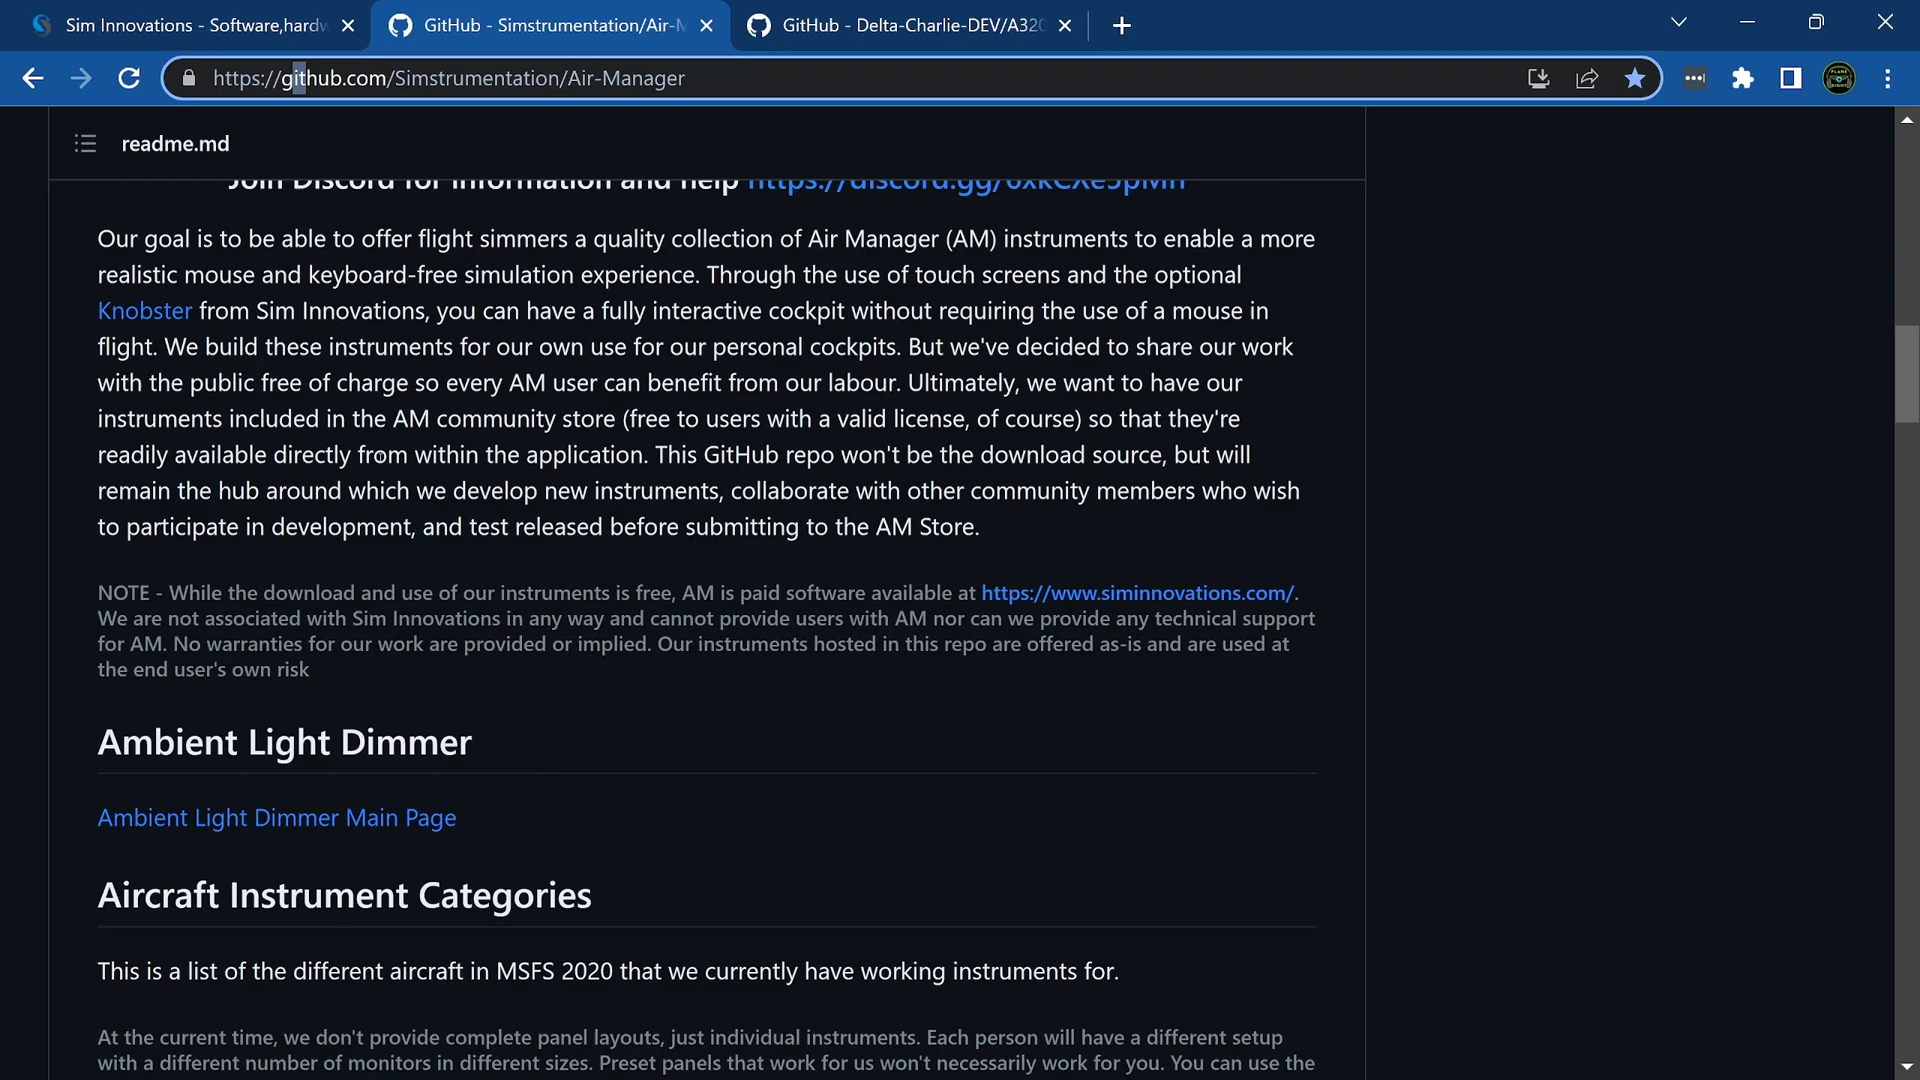 Sim Innovations - Software,hardw
GitHub - Simstrumentation/Air-M
GitHub - Delta-Charlie-DEV/A320
https://github.com/Simstrumentation/Air-Manager
readme.md
Join Discord for information and help https://discord.gg/
Our goal is to be able to offer flight simmers a quality collection of Air Manager (AM) instruments to enable a more
realistic mouse and keyboard-free simulation experience. Through the use of touch screens and the optional
Knobster from Sim Innovations, you can have a fully interactive cockpit without requiring the use of a mouse in
flight. We build these instruments for our own use for our personal cockpits. But we've decided to share our work
with the public free of charge so every AM user can benefit from our labour. Ultimately, we want to have our
instruments included in the AM community store (free to users with a valid license, of course) so that they're
readily available directly from within the application. This GitHub repo won't be the download source, but will
remain the hub around which we develop new instruments, collaborate with other community members who wish
to participate in development, and test released before submitting to the AM Store.
NOTE - While the download and use of our instruments is free, AM is paid software available at https://www.siminnovations.com/.
We are not associated with Sim Innovations in any way and cannot provide users with AM nor can we provide any technical support
for AM. No warranties for our work are provided or implied. Our instruments hosted in this repo are offered as-is and are used at
the end user's own risk
Ambient Light Dimmer
Ambient Light Dimmer Main Page
Aircraft Instrument Categories
This is a list of the different aircraft in MSFS 2020 that we currently have working instruments for.
At the current time, we don't provide complete panel layouts, just individual instruments. Each person will have a different setup
with a different number of monitors in different sizes. Preset panels that work for us won't necessarily work for you. You can use the